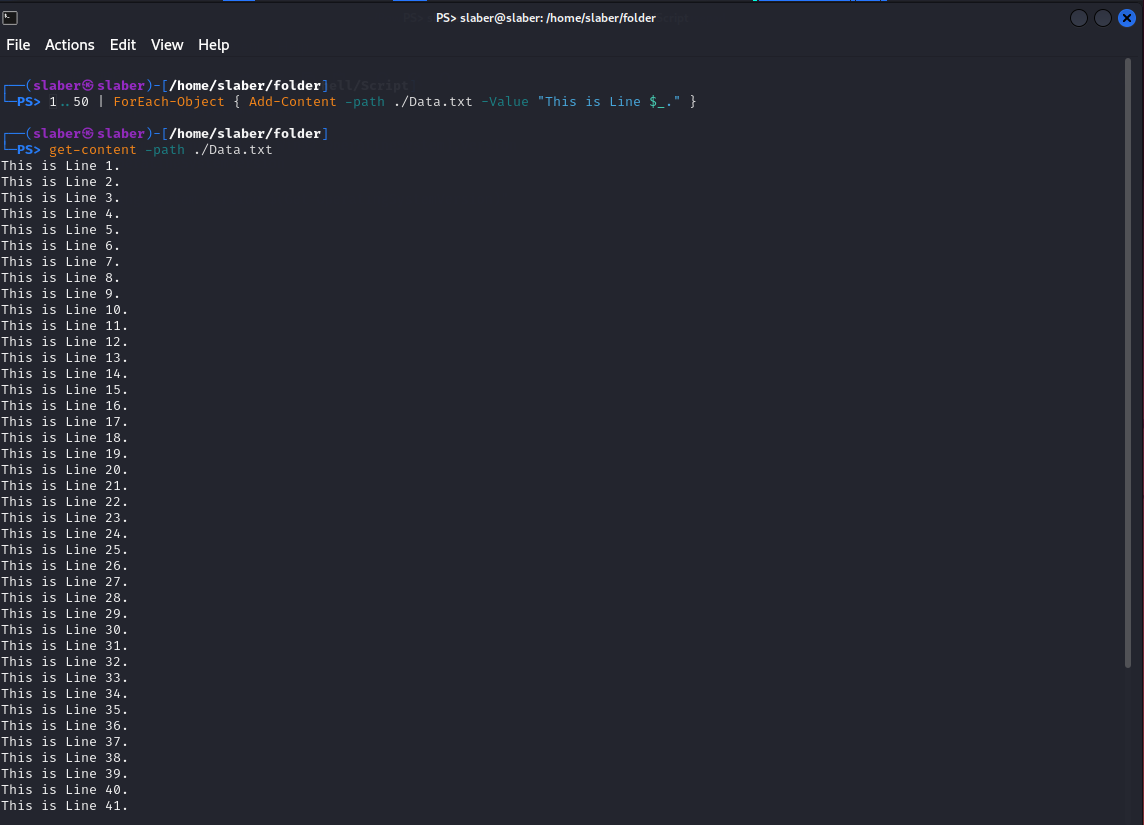 PS> slaber@slaber: /home/slaber/folder
File Actions Edit View Help
┌──(slaber㉿slaber)-[/home/slaber/folder]
└─PS> 1..50 | ForEach-Object { Add-Content -path ./Data.txt -Value "This is Line $_." }
┌──(slaber㉿slaber)-[/home/slaber/folder]
└─PS> get-content -path ./Data.txt
This is Line 1.
This is Line 2.
This is Line 3.
This is Line 4.
This is Line 5.
This is Line 6.
This is Line 7.
This is Line 8.
This is Line 9.
This is Line 10.
This is Line 11.
This is Line 12.
This is Line 13.
This is Line 14.
This is Line 15.
This is Line 16.
This is Line 17.
This is Line 18.
This is Line 19.
This is Line 20.
This is Line 21.
This is Line 22.
This is Line 23.
This is Line 24.
This is Line 25.
This is Line 26.
This is Line 27.
This is Line 28.
This is Line 29.
This is Line 30.
This is Line 31.
This is Line 32.
This is Line 33.
This is Line 34.
This is Line 35.
This is Line 36.
This is Line 37.
This is Line 38.
This is Line 39.
This is Line 40.
This is Line 41.